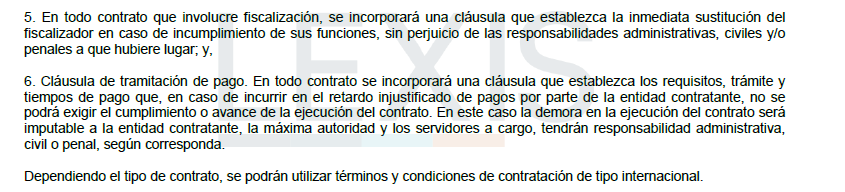 5. En todo contrato que involucre fiscalización, se incorporará una cláusula que establezca la inmediata sustitución del
fiscalizador en caso de incumplimiento de sus funciones, sin perjuicio de las responsabilidades administrativas, civiles y/o
penales a que hubiere lugar; y,
6. Cláusula de tramitación de pago. En todo contrato se incorporará una cláusula que establezca los requisitos, trámite y
tiempos de pago que, en caso de incurrir en el retardo injustificado de pagos por parte de la entidad contratante, no se
podrá exigir el cumplimiento o avance de la ejecución del contrato. En este caso la demora en la ejecución del contrato será
imputable a la entidad contratante, la máxima autoridad y los servidores a cargo, tendrán responsabilidad administrativa,
civil o penal, según corresponda.
Dependiendo el tipo de contrato, se podrán utilizar términos y condiciones de contratación de tipo internacional.
LEXIS